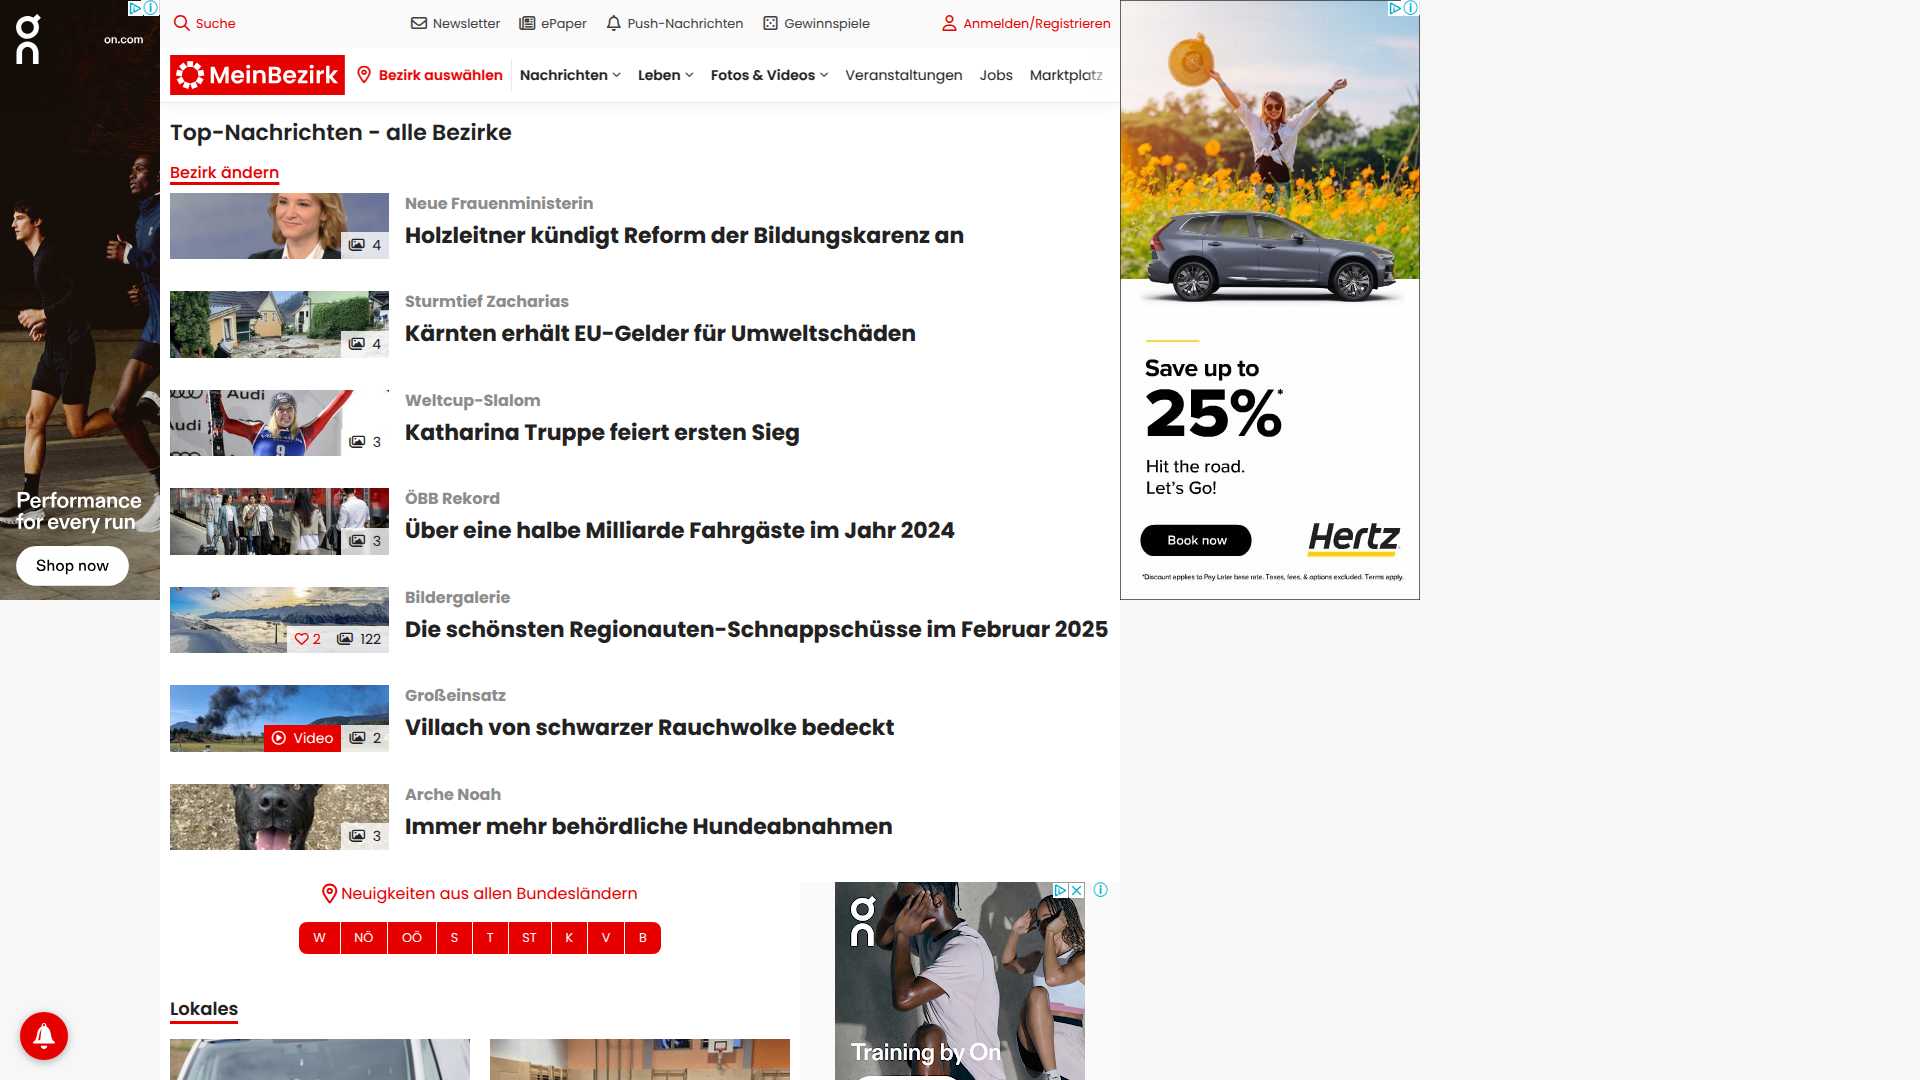 on.com
Performance
for every run
Shop now
Suche
Newsletter
ePaper
Push-Nachrichten
Gewinnspiele
Anmelden/Registrieren
MeinBezirk
Bezirk auswählen
Nachrichten
Leben
Fotos & Videos
Veranstaltungen
Jobs
Marktplatz
Top-Nachrichten - alle Bezirke
Bezirk ändern
4
Neue Frauenministerin
Holzleitner kündigt Reform der Bildungskarenz an
4
Sturmtief Zacharias
Kärnten erhält EU-Gelder für Umweltschäden
Audi
udi
9
3
Weltcup-Slalom
Katharina Truppe feiert ersten Sieg
3
ÖBB Rekord
Über eine halbe Milliarde Fahrgäste im Jahr 2024
2
122
Bildergalerie
Die schönsten Regionauten-Schnappschüsse im Februar 2025
Video
2
Großeinsatz
Villach von schwarzer Rauchwolke bedeckt
3
Arche Noah
Immer mehr behördliche Hundeabnahmen
Neuigkeiten aus allen Bundesländern
W
NÖ
OÖ
S
T
ST
K
V
B
Lokales
on
Training by On
Save up to
25%*
Hit the road.
Let's Go!
Book now
Hertz
*Discount applies to Pay Later base rate. Taxes, fees, & options excluded. Terms apply.